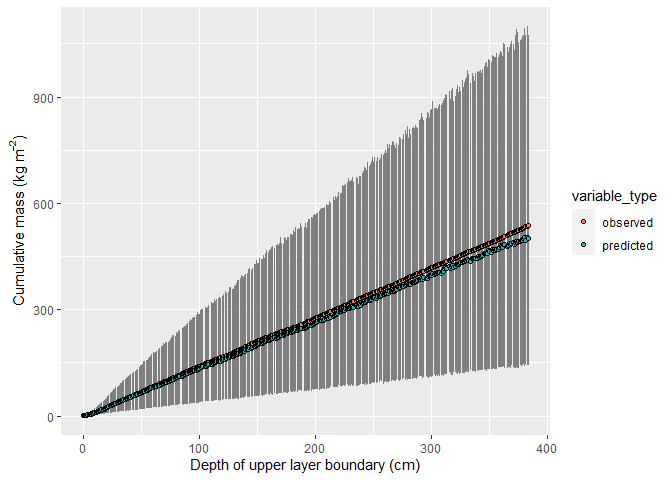 900
600
300
0
0
100
200
300
400
Depth of upper layer boundary (cm)
Cumulative mass (kg m⁻²)
variable_type
observed
predicted